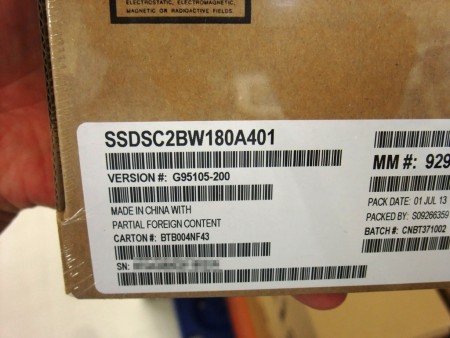 ELECTROSTATIC, ELECTROMAGNETIC,
MAGNETIC OR RADIOACTIVE FIELDS.
SSDSC2BW180A401
VERSION #: G95105-200
MADE IN CHINA WITH
PARTIAL FOREIGN CONTENT
CARTON #: BTB004NF43
SN:
MM #: 929
PACK DATE: 01 JUL 13
PACKED BY: S09266359
BATCH #: CNBT371002